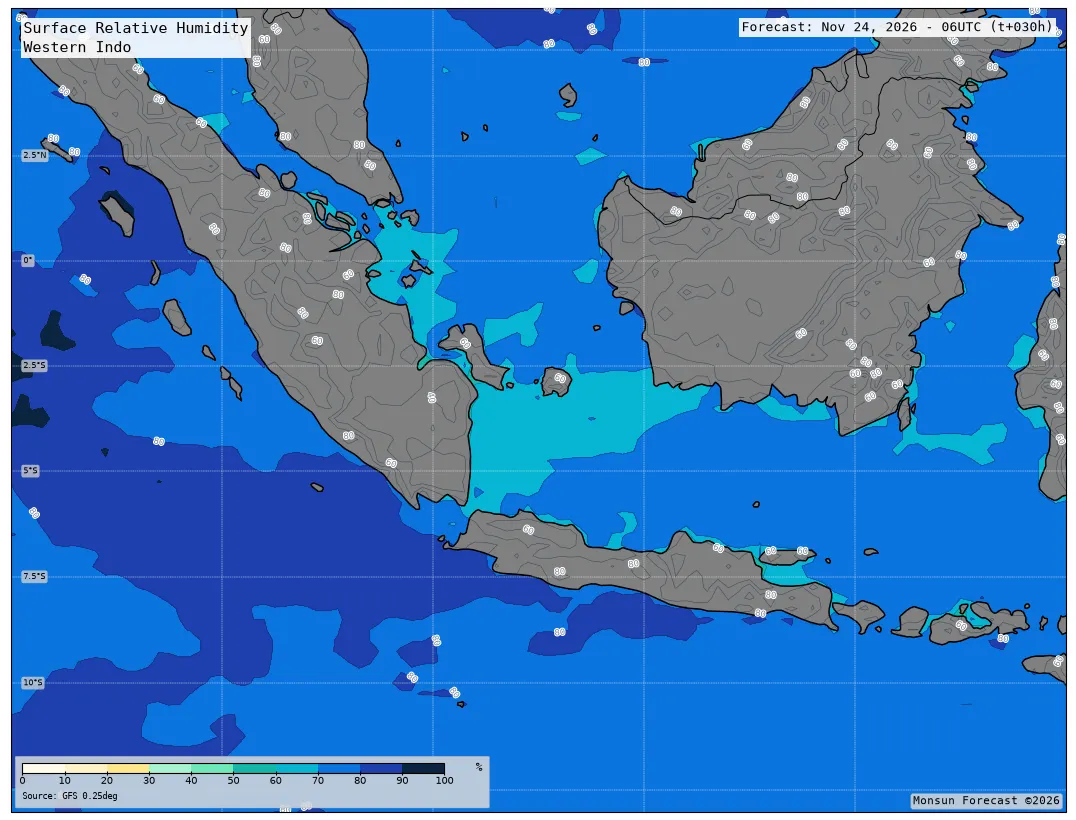 Surface Relative Humidity
Western Indo
Forecast: Nov 24, 2026 - 06UTC (t+030h)
2.5°N
0°
2.5°S
5°S
7.5°S
10°S
0 10 20 30 40 50 60 70 80 90 100 %
Source: GFS 0.25deg
Monsun Forecast ©2026